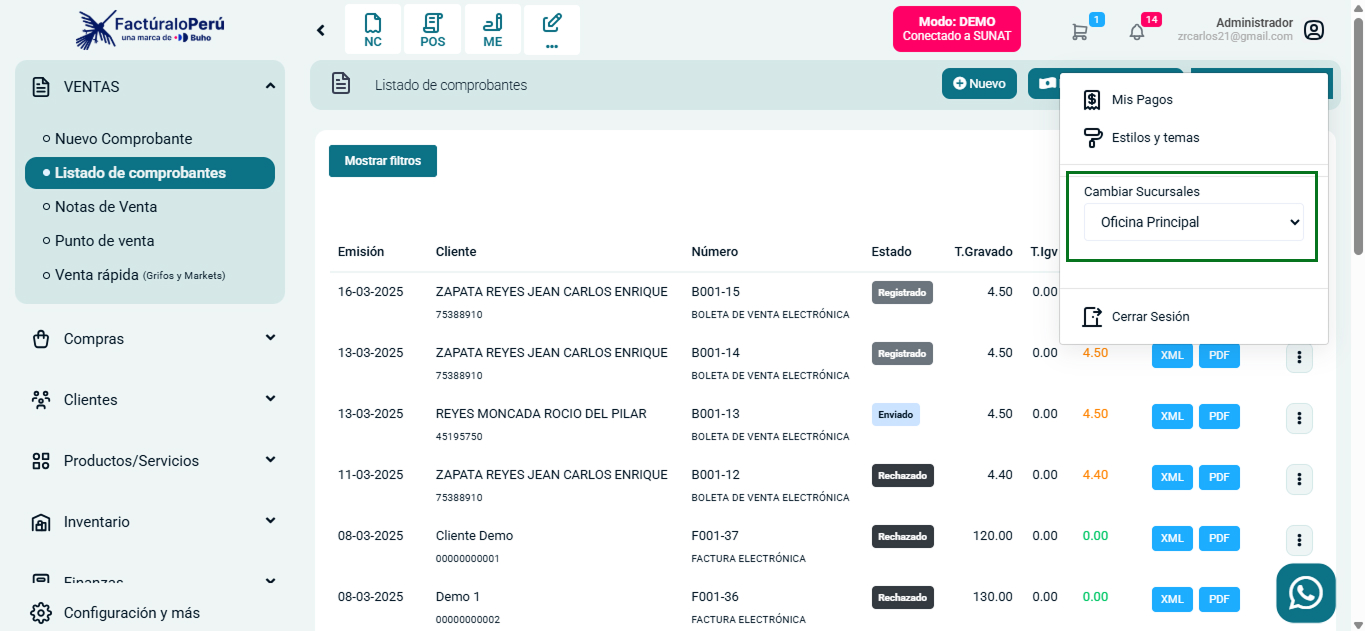 FactúraloPerú
una marca de Buho
NC
POS
ME
...
Modo: DEMO
Conectado a SUNAT
1
14
Administrador
zrcarlos21@gmail.com
VENTAS
Nuevo Comprobante
Listado de comprobantes
Notas de Venta
Punto de venta
Venta rápida (Grifos y Markets)
Compras
Clientes
Productos/Servicios
Inventario
Finanzas
Configuración y más
Listado de comprobantes
Nuevo
Mis Pagos
Estilos y temas
Cambiar Sucursales
Oficina Principal
Cerrar Sesión
Mostrar filtros
Emisión Cliente Número Estado T.Gravado T.Igv
16-03-2025 ZAPATA REYES JEAN CARLOS ENRIQUE B001-15 Registrado 4.50 0.00
75388910 BOLETA DE VENTA ELECTRÓNICA
13-03-2025 ZAPATA REYES JEAN CARLOS ENRIQUE B001-14 Registrado 4.50 0.00 4.50 XML PDF
75388910 BOLETA DE VENTA ELECTRÓNICA
13-03-2025 REYES MONCADA ROCIO DEL PILAR B001-13 Enviado 4.50 0.00 4.50 XML PDF
45195750 BOLETA DE VENTA ELECTRÓNICA
11-03-2025 ZAPATA REYES JEAN CARLOS ENRIQUE B001-12 Rechazado 4.40 0.00 4.40 XML PDF
75388910 BOLETA DE VENTA ELECTRÓNICA
08-03-2025 Cliente Demo F001-37 Rechazado 120.00 0.00 0.00 XML PDF
00000000001 FACTURA ELECTRÓNICA
08-03-2025 Demo 1 F001-36 Rechazado 130.00 0.00 0.00 XML PDF
00000000002 FACTURA ELECTRÓNICA